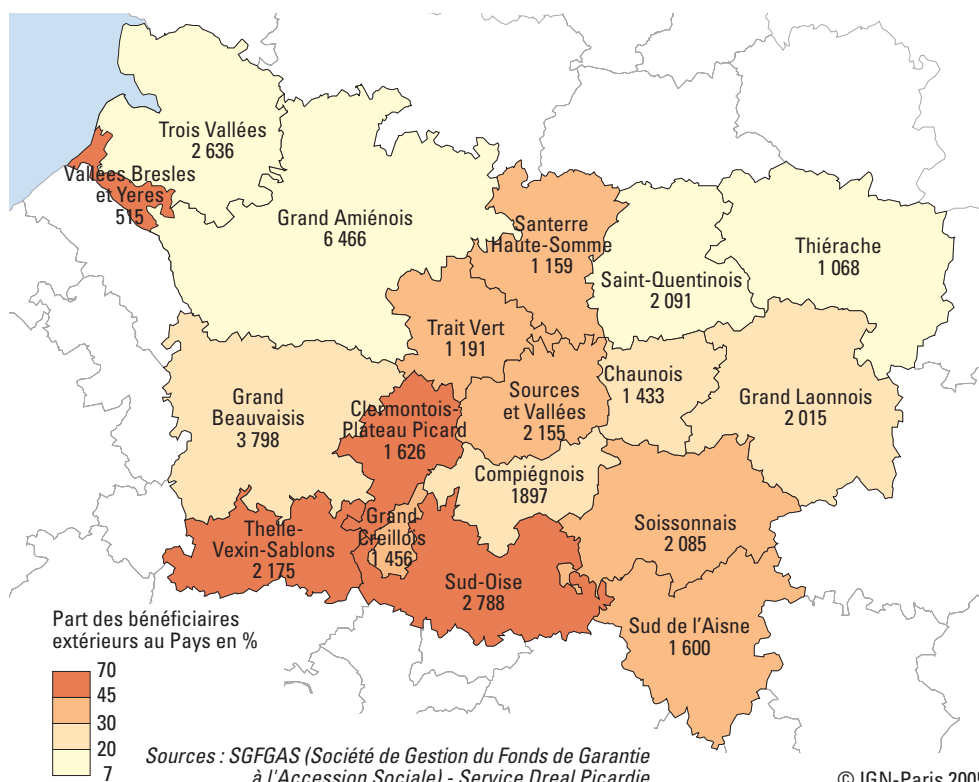 Trois Vallées
2 636
Vallées Bresles
et Yeres
515
Grand Amiénois
6 466
Santerre
Haute-Somme
1 159
Saint-Quentinois
2 091
Thiérache
1 068
Trait Vert
1 191
Grand
Beauvaisis
3 798
Clermontois-
Plateau Picard
1 626
Sources
et Vallées
2 155
Chaunois
1 433
Grand Laonnois
2 015
Compiégnois
1897
Thelle-
Vexin-Sablons
2 175
Grand
Creillois
1 456
Soissonnais
2 085
Sud-Oise
2 788
Sud de l'Aisne
1 600
Part des bénéficiaires
extérieurs au Pays en %
70
45
30
20
7
Sources : SGFGAS (Société de Gestion du Fonds de Garantie
à l'Accession Sociale) - Service Dreal Picardie
© IGN-Paris